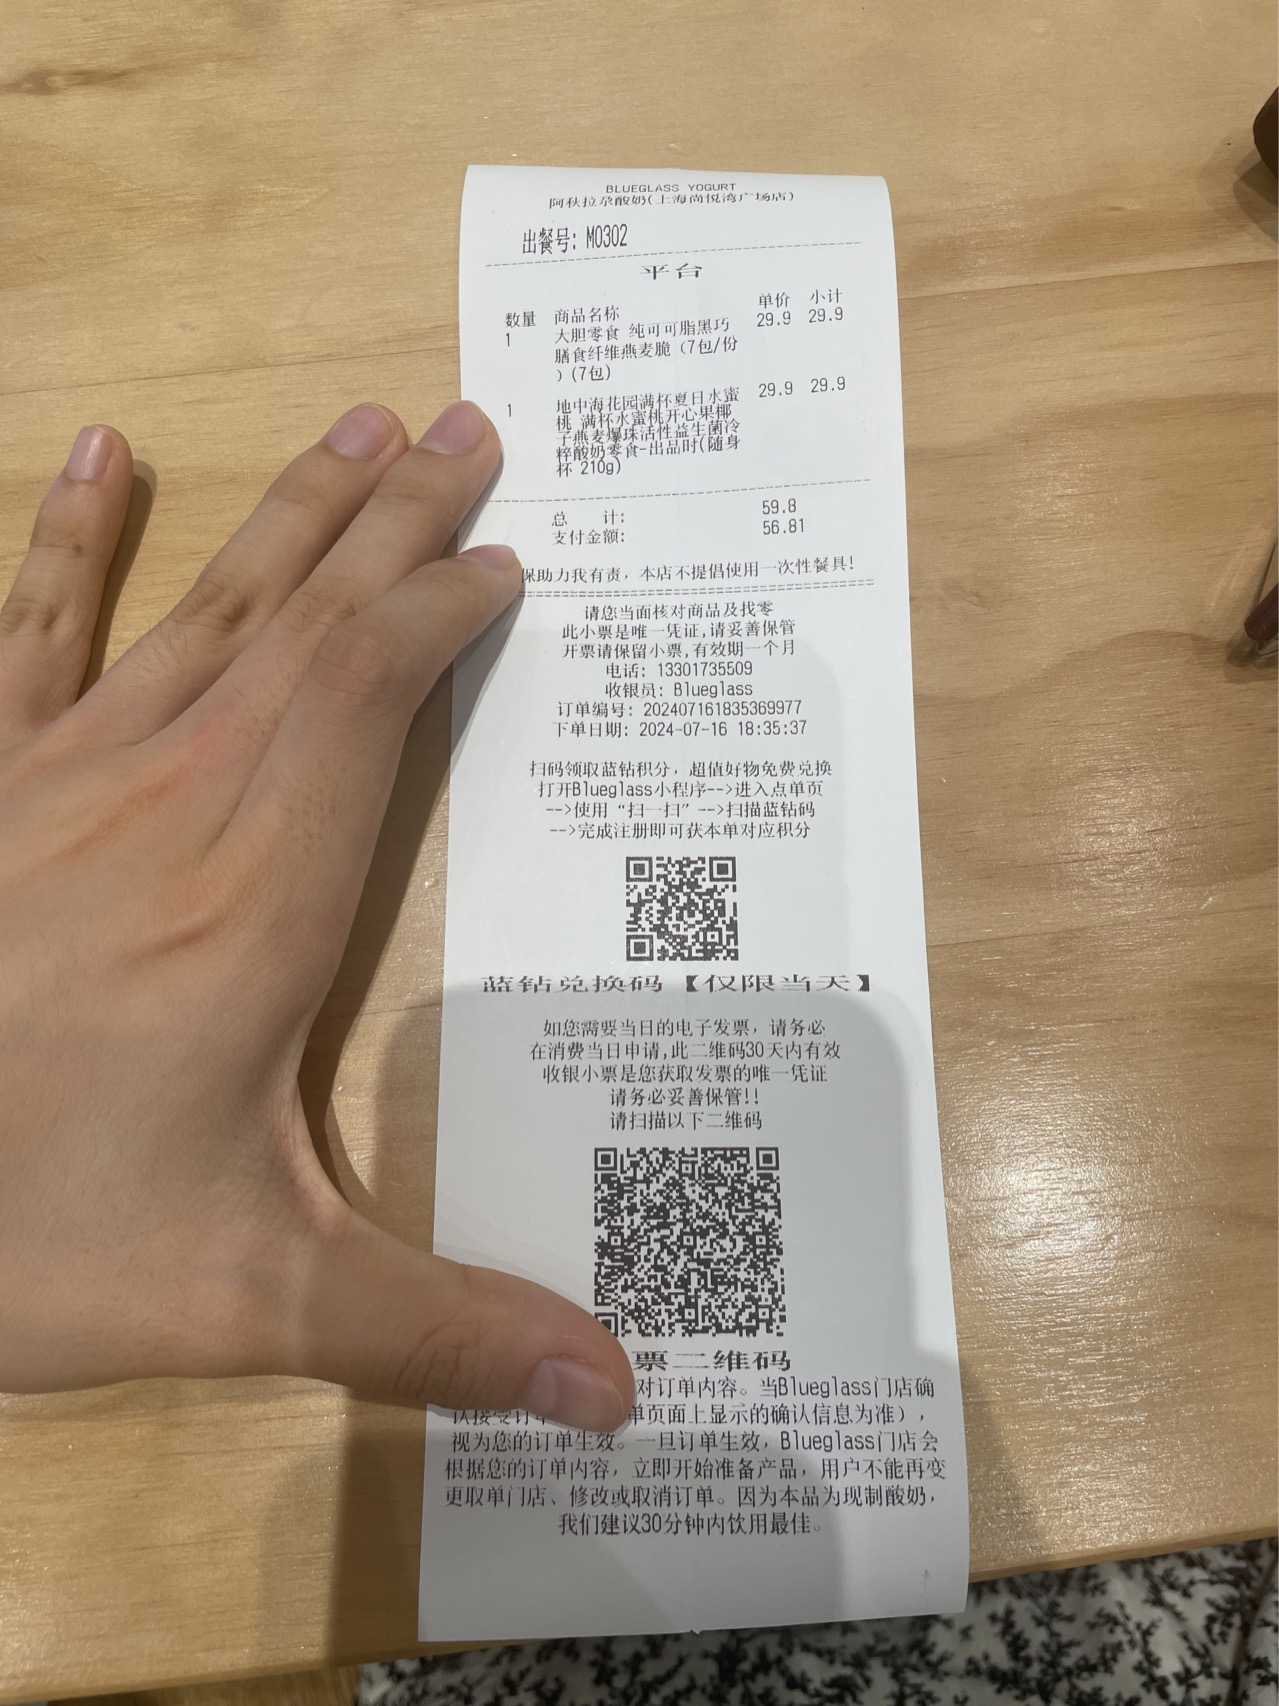 BLUEGLASS YOGURT
阿秋拉尕酸奶(上海尚悦湾广场店)
出餐号: M0302
平台
数量 商品名称 单价 小计
1 大胆零食 纯可可脂黑巧 29.9 29.9
膳食纤维燕麦脆（7包/份
）(7包)
1 地中海花园满杯夏日水蜜 29.9 29.9
桃 满杯水蜜桃开心果椰
子燕麦爆珠活性益生菌冷
粹酸奶零食-出品时(随身
杯 210g)
总 计: 59.8
支付金额: 56.81
保助力我有责，本店不提倡使用一次性餐具!
请您当面核对商品及找零
此小票是唯一凭证,请妥善保管
开票请保留小票,有效期一个月
电话: 13301735509
收银员: Blueglass
订单编号: 202407161835369977
下单日期: 2024-07-16 18:35:37
扫码领取蓝钻积分，超值好物免费兑换
打开Blueglass小程序-->进入点单页
-->使用“扫一扫”-->扫描蓝钻码
-->完成注册即可获本单对应积分
蓝钻兑换码【仅限当天】
如您需要当日的电子发票，请务必
在消费当日申请,此二维码30天内有效
收银小票是您获取发票的唯一凭证
请务必妥善保管!!
请扫描以下二维码
票二维码
对订单内容。当Blueglass门店确
认接受订单 单页面上显示的确认信息为准），
视为您的订单生效。一旦订单生效，Blueglass门店会
根据您的订单内容，立即开始准备产品，用户不能再变
更取单门店、修改或取消订单。因为本品为现制酸奶，
我们建议30分钟内饮用最佳。